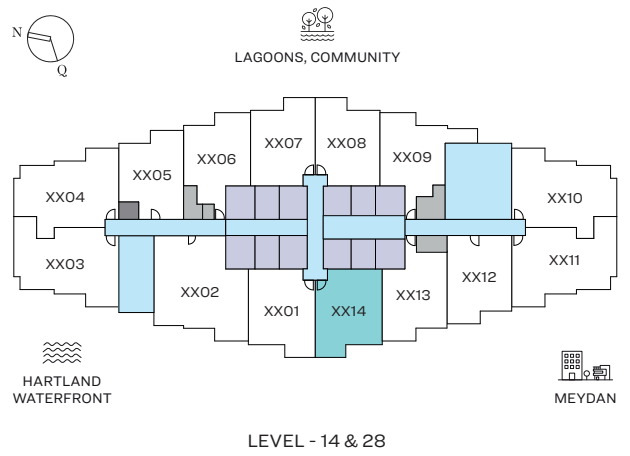 N
Q
LAGOONS, COMMUNITY
XX07
XX08
XX06
XX09
XX05
XX04
XX10
XX03
XX11
XX02
XX12
XX13
XX01
XX14
HARTLAND
WATERFRONT
MEYDAN
LEVEL - 14 & 28